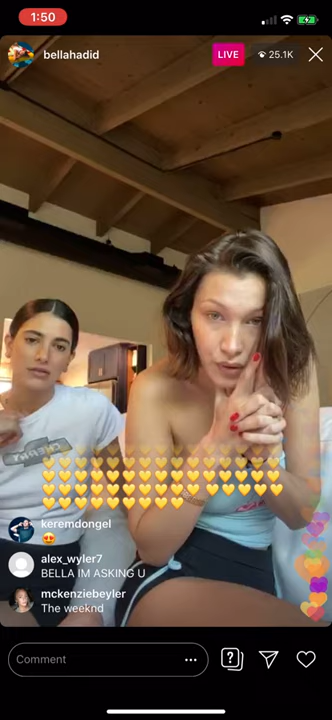 1:50
bellahadid
LIVE
25.1K
keremdongel
alex_wyler7
BELLA IM ASKING U
mckenziebeyler
The weeknd
Comment